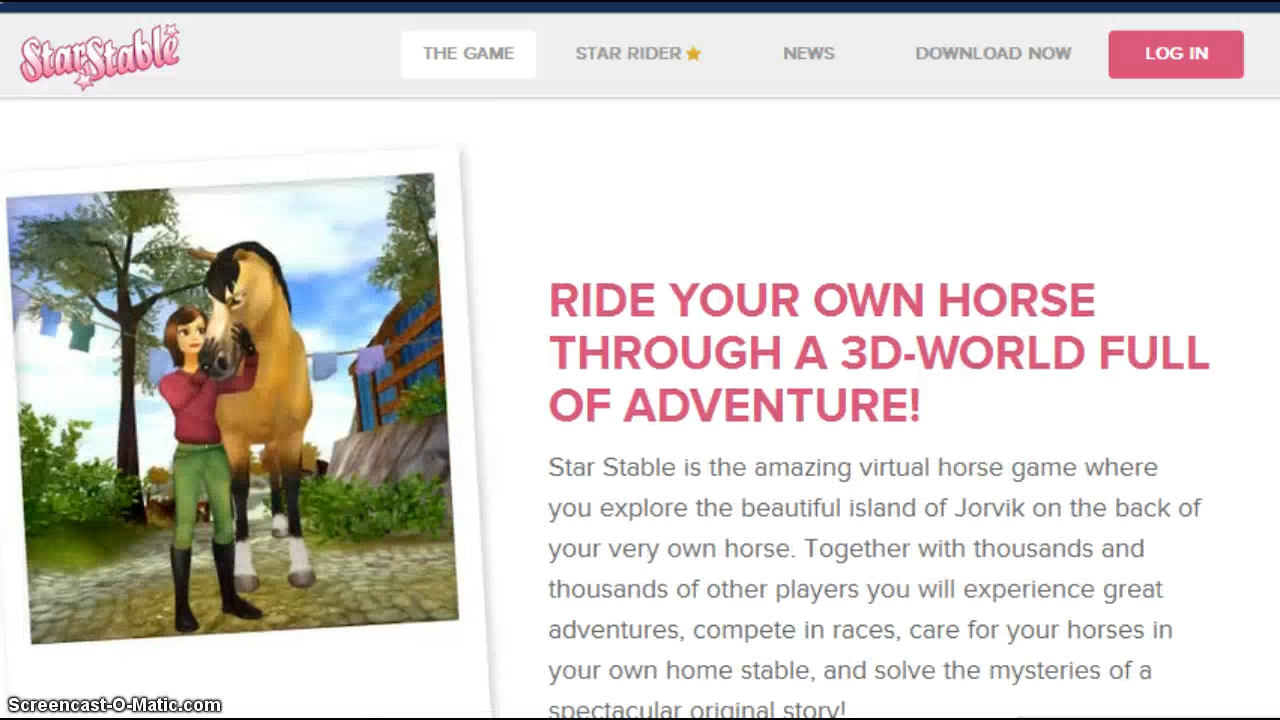 StarStable
THE GAME
STAR RIDER
NEWS
DOWNLOAD NOW
LOG IN
RIDE YOUR OWN HORSE
THROUGH A 3D-WORLD FULL
OF ADVENTURE!
Star Stable is the amazing virtual horse game where
you explore the beautiful island of Jorvik on the back of
your very own horse. Together with thousands and
thousands of other players you will experience great
adventures, compete in races, care for your horses in
your own home stable, and solve the mysteries of a
spectacular original story!
Screencast-O-Matic.com